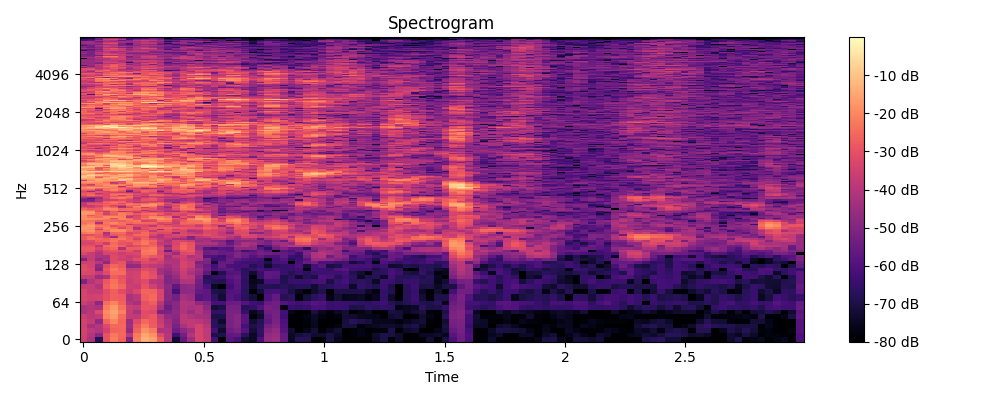 Spectrogram
Hz
4096
2048
1024
512
256
128
64
0
0
0.5
1
1.5
2
2.5
Time
-10 dB
-20 dB
-30 dB
-40 dB
-50 dB
-60 dB
-70 dB
-80 dB